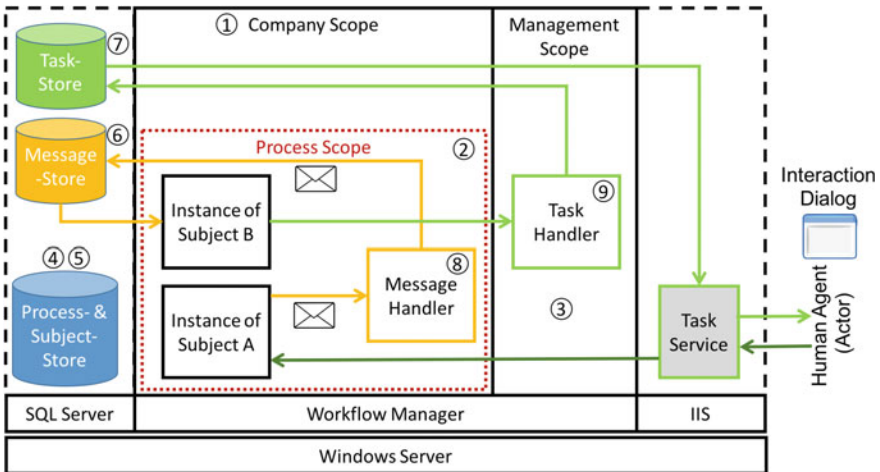 ① Company Scope
Management
Scope
⑦
Task-
Store
⑥
Message
-Store
Process Scope
②
Instance of
Subject B
⑨
Task
Handler
Interaction
Dialog
④⑤
Process- &
Subject-
Store
Instance of
Subject A
⑧
Message
Handler
③
Task
Service
Human Agent
(Actor)
SQL Server
Workflow Manager
IIS
Windows Server